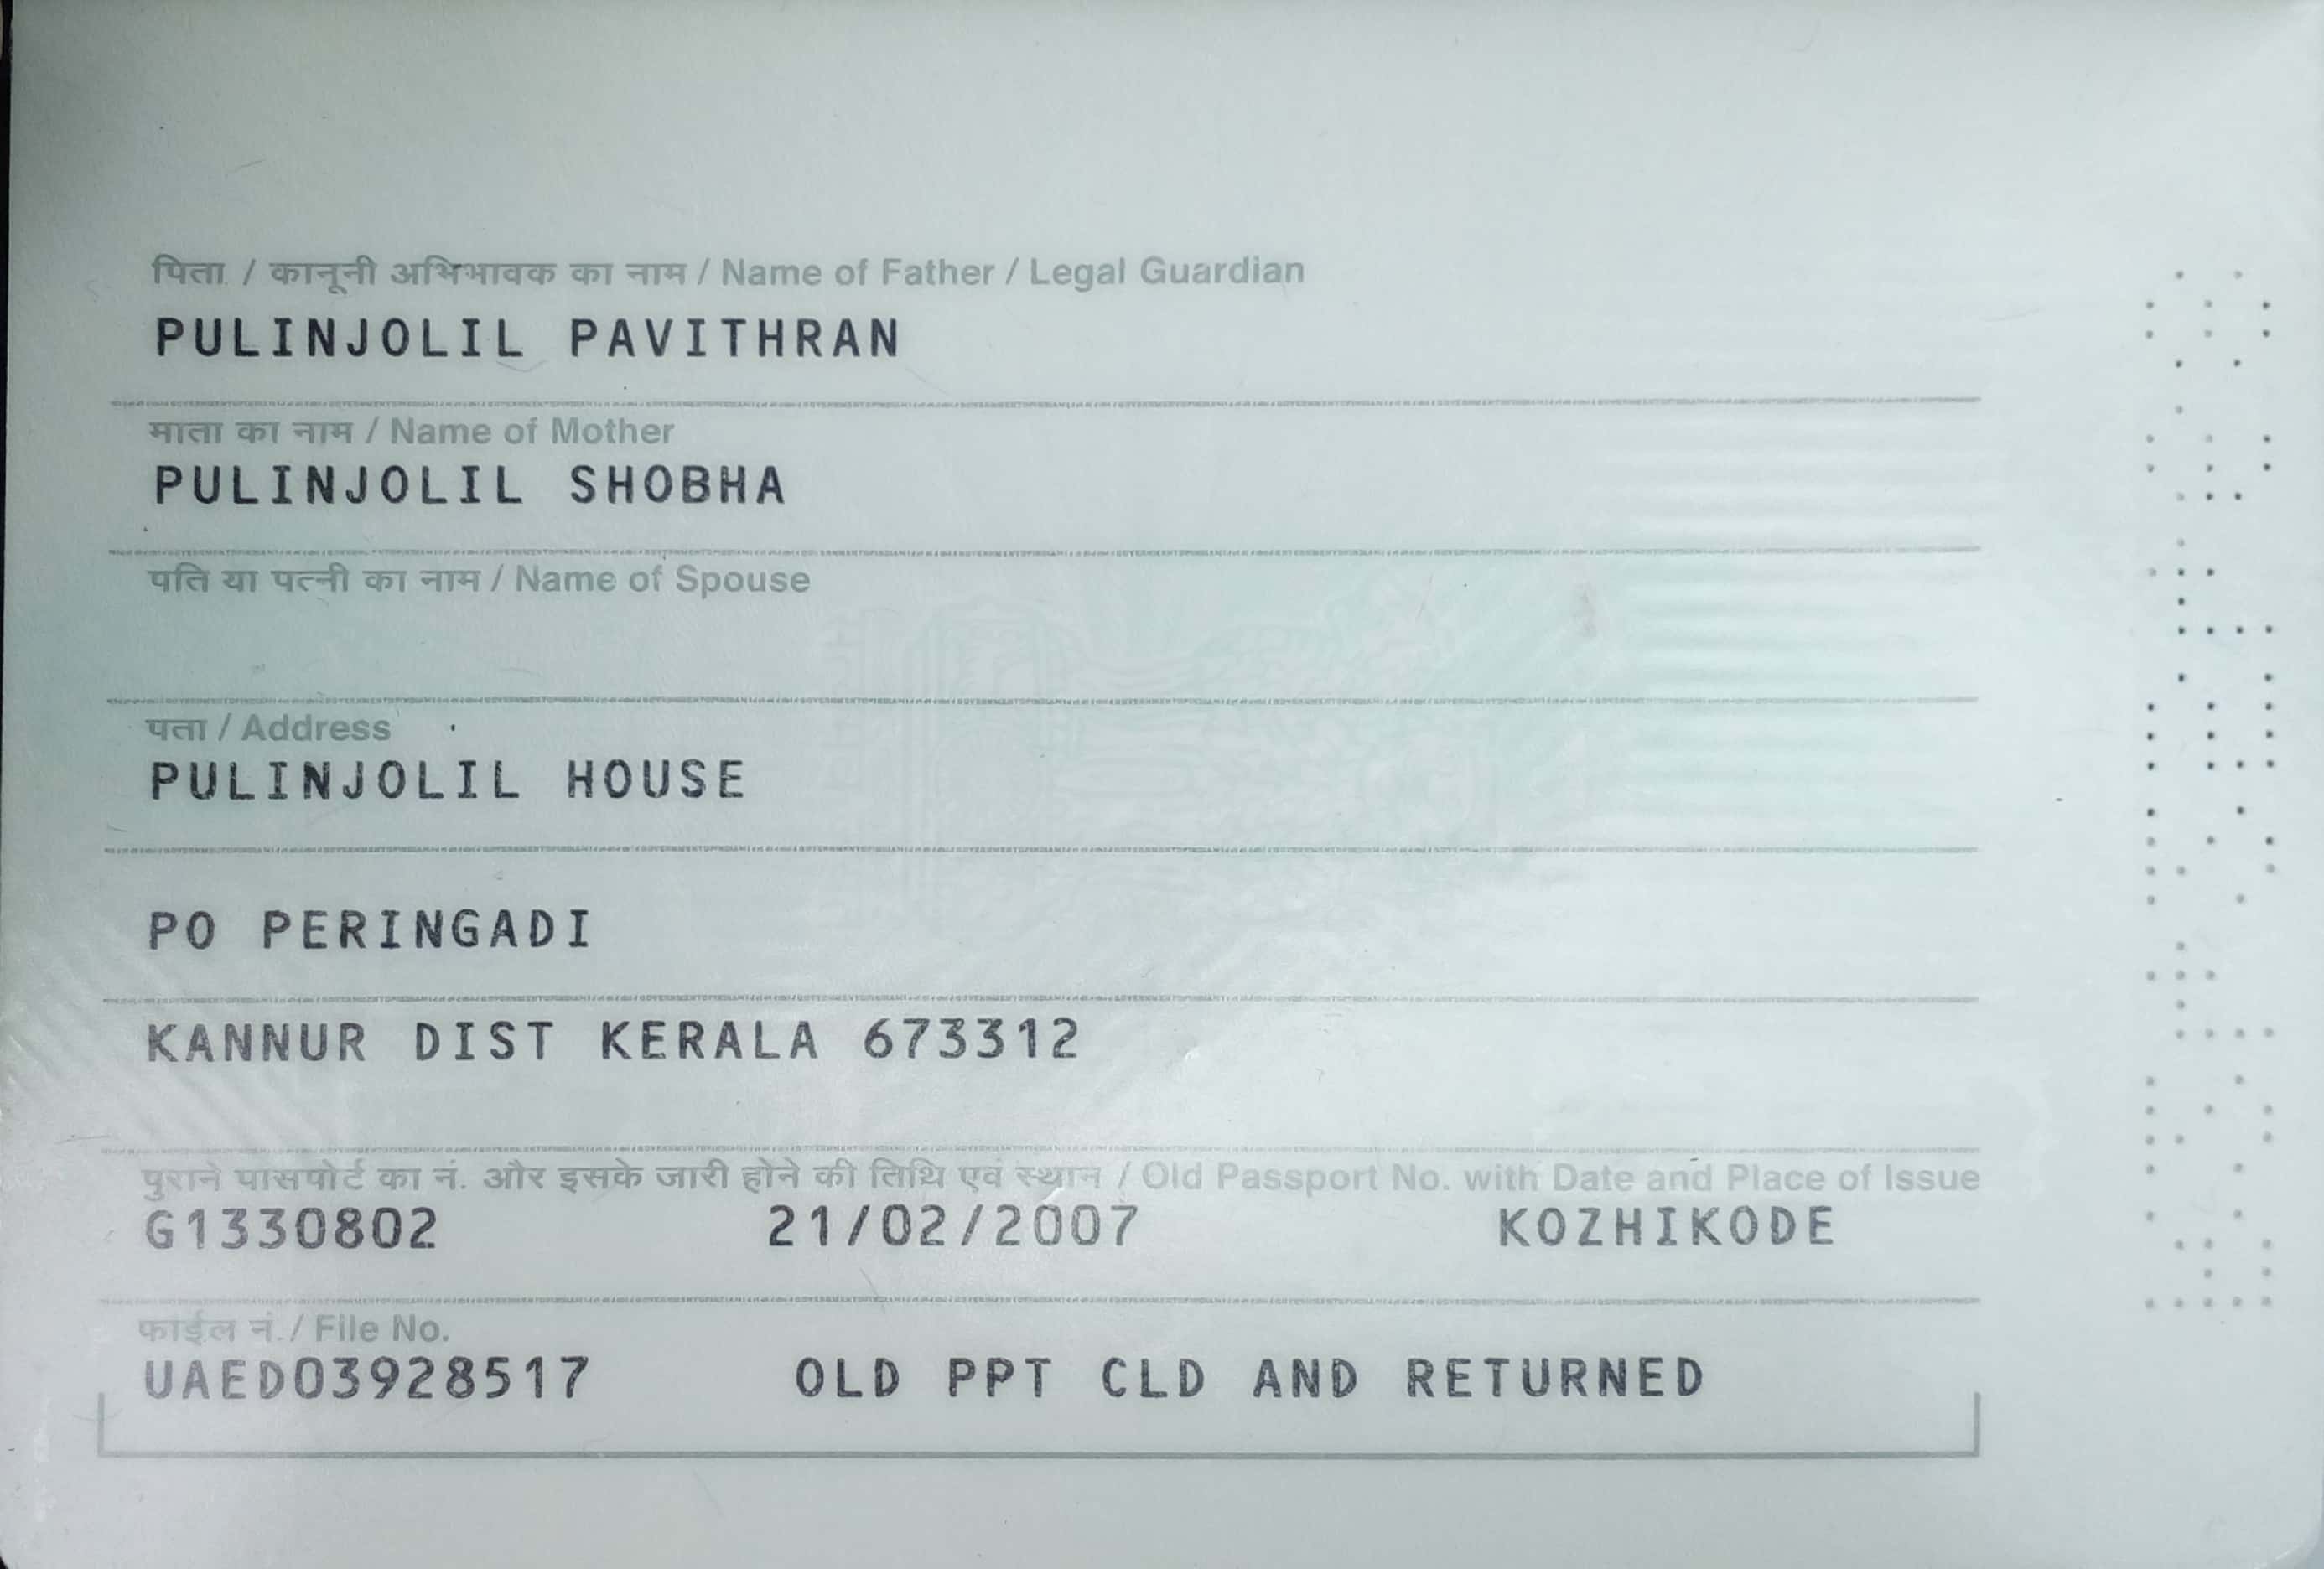 पिता / कानूनी अभिभावक का नाम / Name of Father / Legal Guardian
PULINJOLIL PAVITHRAN
माता का नाम / Name of Mother
PULINJOLIL SHOBHA
पति या पत्नी का नाम / Name of Spouse
पता / Address
PULINJOLIL HOUSE
PO PERINGADI
KANNUR DIST KERALA 673312
पुराने पासपोर्ट का नं. और इसके जारी होने की तिथि एवं स्थान / Old Passport No. with Date and Place of Issue
G1330802 21/02/2007 KOZHIKODE
फाईल नं./ File No.
UAED03928517 OLD PPT CLD AND RETURNED